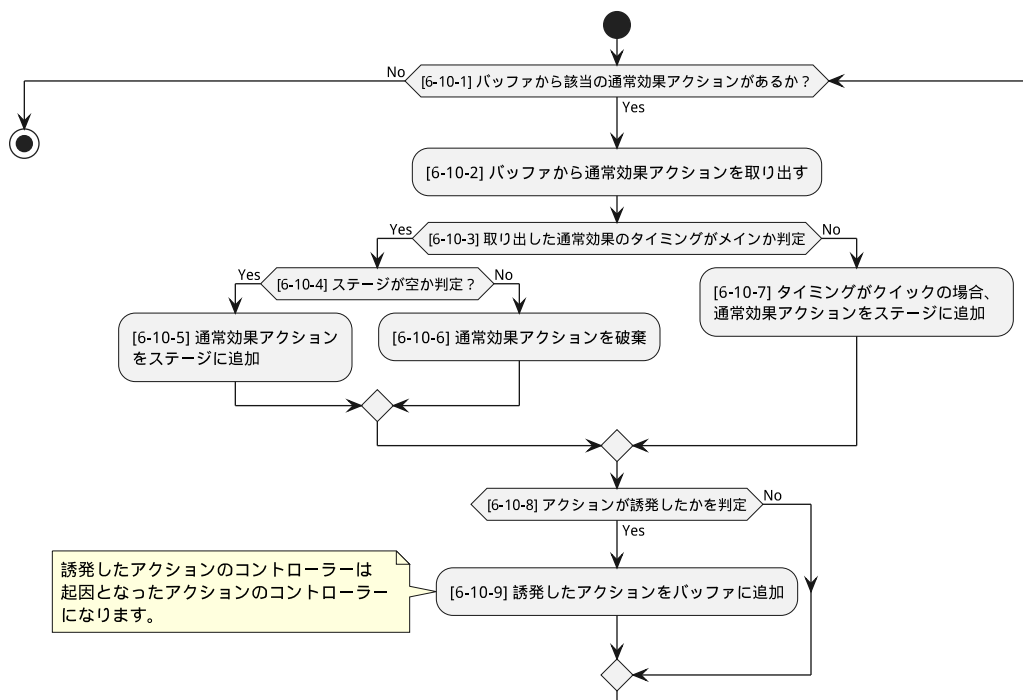 No
[6-10-1] バッファから該当の通常効果アクションがあるか？
Yes
[6-10-2] バッファから通常効果アクションを取り出す
Yes
[6-10-3] 取り出した通常効果のタイミングがメインか判定
No
Yes
[6-10-4] ステージが空か判定？
No
[6-10-7] タイミングがクイックの場合、
通常効果アクションをステージに追加
[6-10-5] 通常効果アクション
をステージに追加
[6-10-6] 通常効果アクションを破棄
[6-10-8] アクションが誘発したかを判定
No
Yes
誘発したアクションのコントローラーは
起因となったアクションのコントローラー
になります。
[6-10-9] 誘発したアクションをバッファに追加